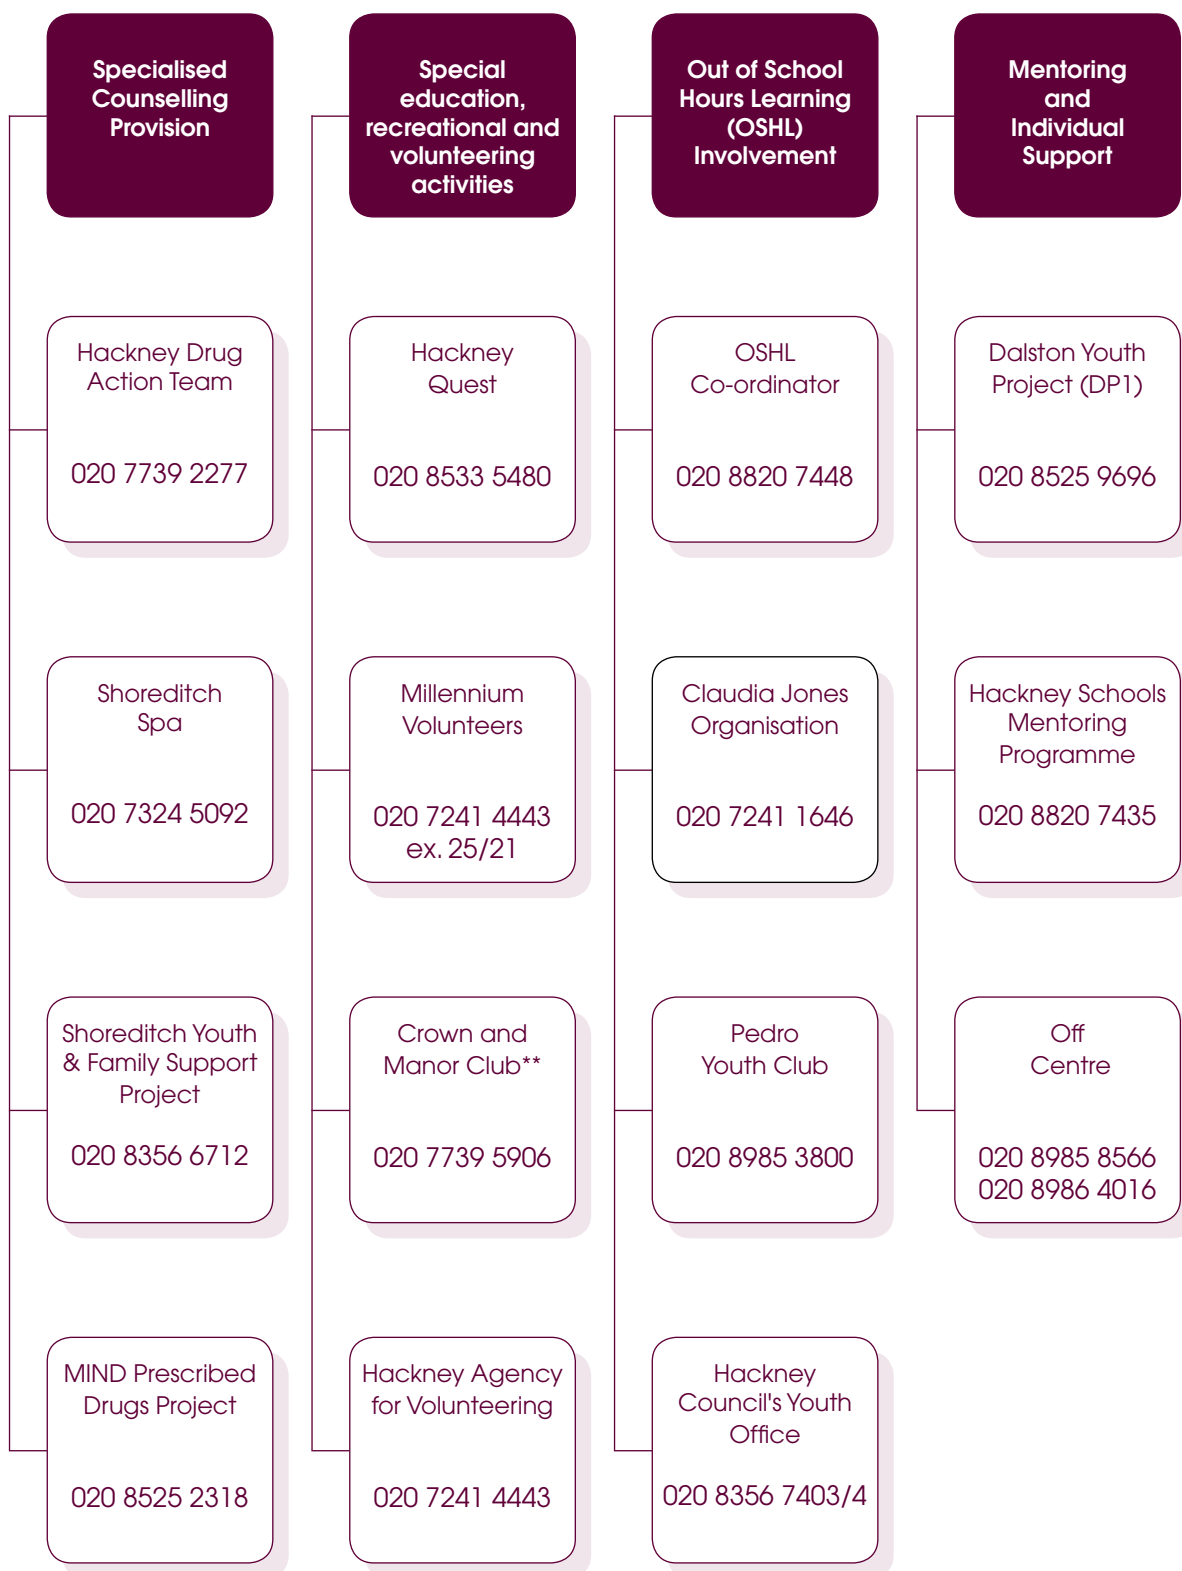 Specialised
Counselling
Provision
Hackney Drug
Action Team
020 7739 2277
Shoreditch
Spa
020 7324 5092
Shoreditch Youth
& Family Support
Project
020 8356 6712
MIND Prescribed
Drugs Project
020 8525 2318
Special
education,
recreational and
volunteering
activities
Hackney
Quest
020 8533 5480
Millennium
Volunteers
020 7241 4443
ex. 25/21
Crown and
Manor Club**
020 7739 5906
Hackney Agency
for Volunteering
020 7241 4443
Out of School
Hours Learning
(OSHL)
Involvement
OSHL
Co-ordinator
020 8820 7448
Claudia Jones
Organisation
020 7241 1646
Pedro
Youth Club
020 8985 3800
Hackney
Council's Youth
Office
020 8356 7403/4
Mentoring
and
Individual
Support
Dalston Youth
Project (DP1)
020 8525 9696
Hackney Schools
Mentoring
Programme
020 8820 7435
Off
Centre
020 8985 8566
020 8986 4016